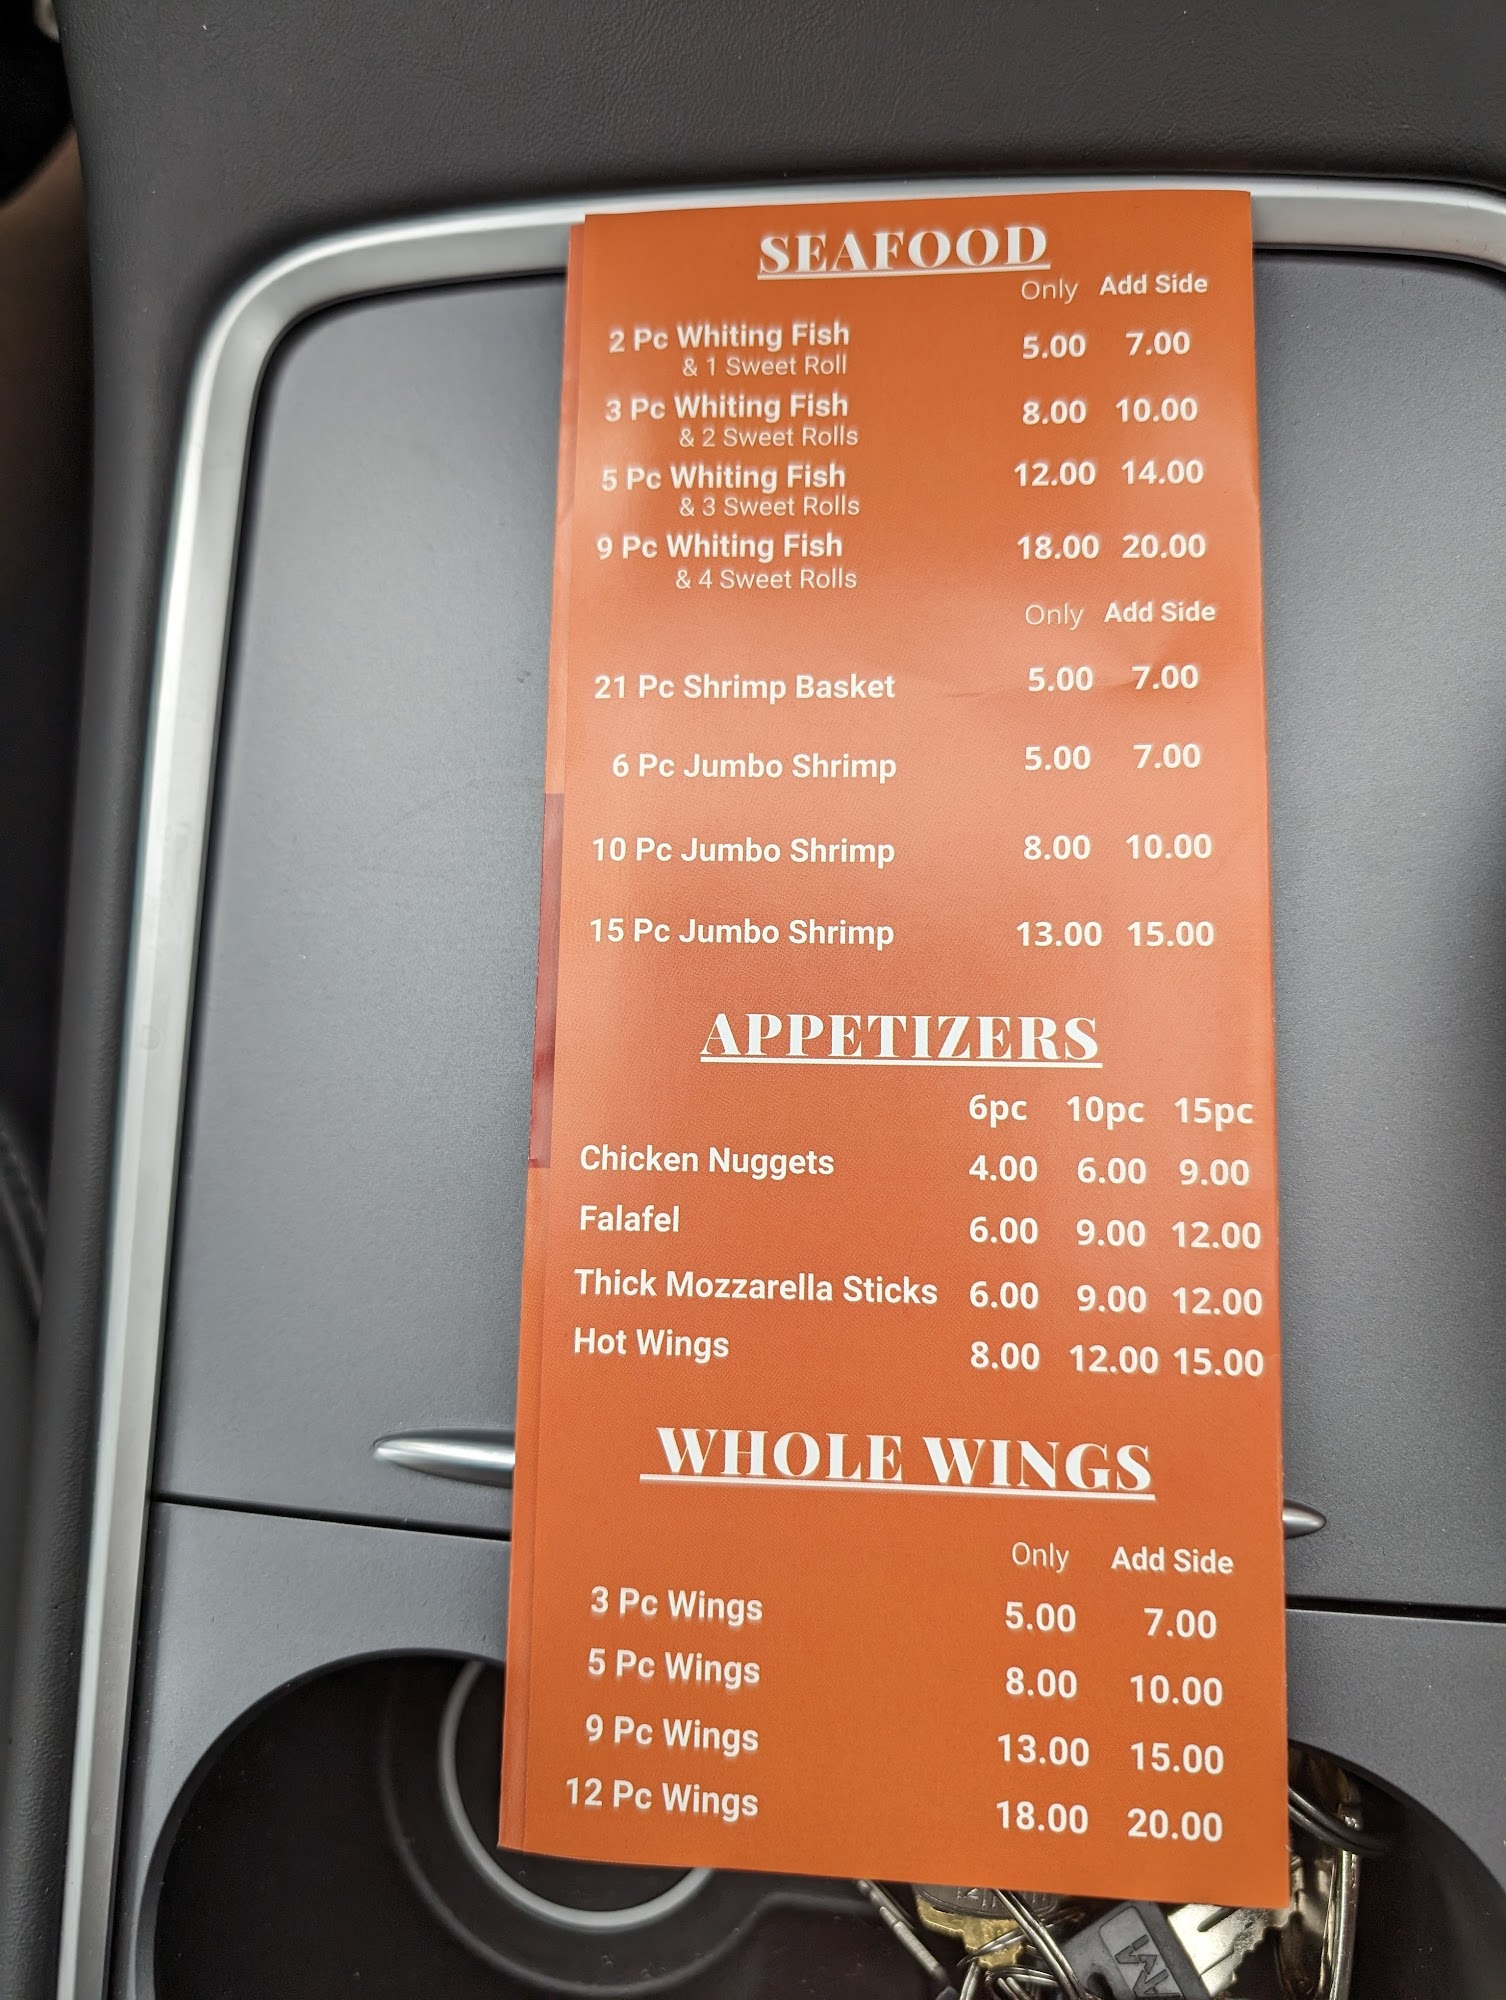 SEAFOOD
Only Add Side
2 Pc Whiting Fish 5.00 7.00
& 1 Sweet Roll
3 Pc Whiting Fish 8.00 10.00
& 2 Sweet Rolls
5 Pc Whiting Fish 12.00 14.00
& 3 Sweet Rolls
9 Pc Whiting Fish 18.00 20.00
& 4 Sweet Rolls
Only Add Side
21 Pc Shrimp Basket 5.00 7.00
6 Pc Jumbo Shrimp 5.00 7.00
10 Pc Jumbo Shrimp 8.00 10.00
15 Pc Jumbo Shrimp 13.00 15.00
APPETIZERS
6pc 10pc 15pc
Chicken Nuggets 4.00 6.00 9.00
Falafel 6.00 9.00 12.00
Thick Mozzarella Sticks 6.00 9.00 12.00
Hot Wings 8.00 12.00 15.00
WHOLE WINGS
Only Add Side
3 Pc Wings 5.00 7.00
5 Pc Wings 8.00 10.00
9 Pc Wings 13.00 15.00
12 Pc Wings 18.00 20.00